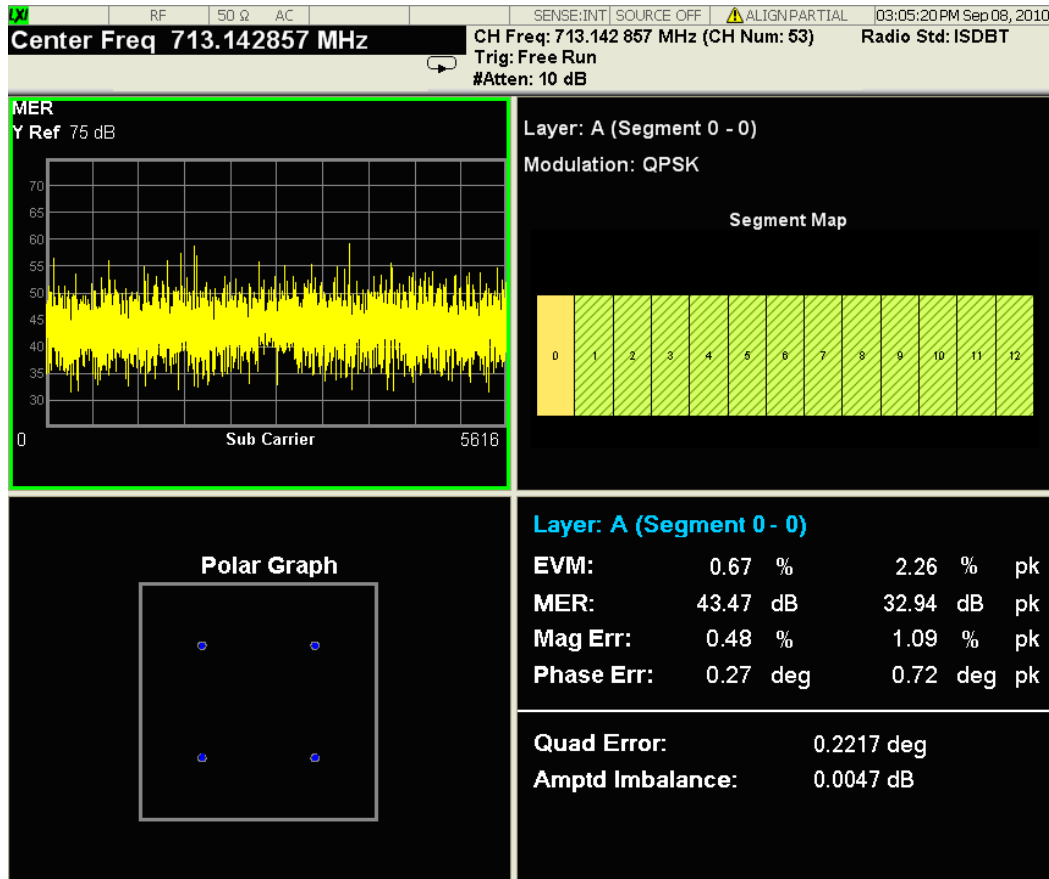 LXI RF 50 Ω AC SENSE:INT SOURCE OFF ALIGN PARTIAL 03:05:20 PM Sep 08, 2010
Center Freq 713.142857 MHz
CH Freq: 713.142 857 MHz (CH Num: 53) Radio Std: ISDBT
Trig: Free Run
#Atten: 10 dB
MER
Y Ref 75 dB
70
65
60
55
50
45
40
35
30
0 Sub Carrier 5616
Layer: A (Segment 0 - 0)
Modulation: QPSK
Segment Map
0 1 2 3 4 5 6 7 8 9 10 11 12
Polar Graph
Layer: A (Segment 0 - 0)
EVM: 0.67 % 2.26 % pk
MER: 43.47 dB 32.94 dB pk
Mag Err: 0.48 % 1.09 % pk
Phase Err: 0.27 deg 0.72 deg pk
Quad Error: 0.2217 deg
Amptd Imbalance: 0.0047 dB